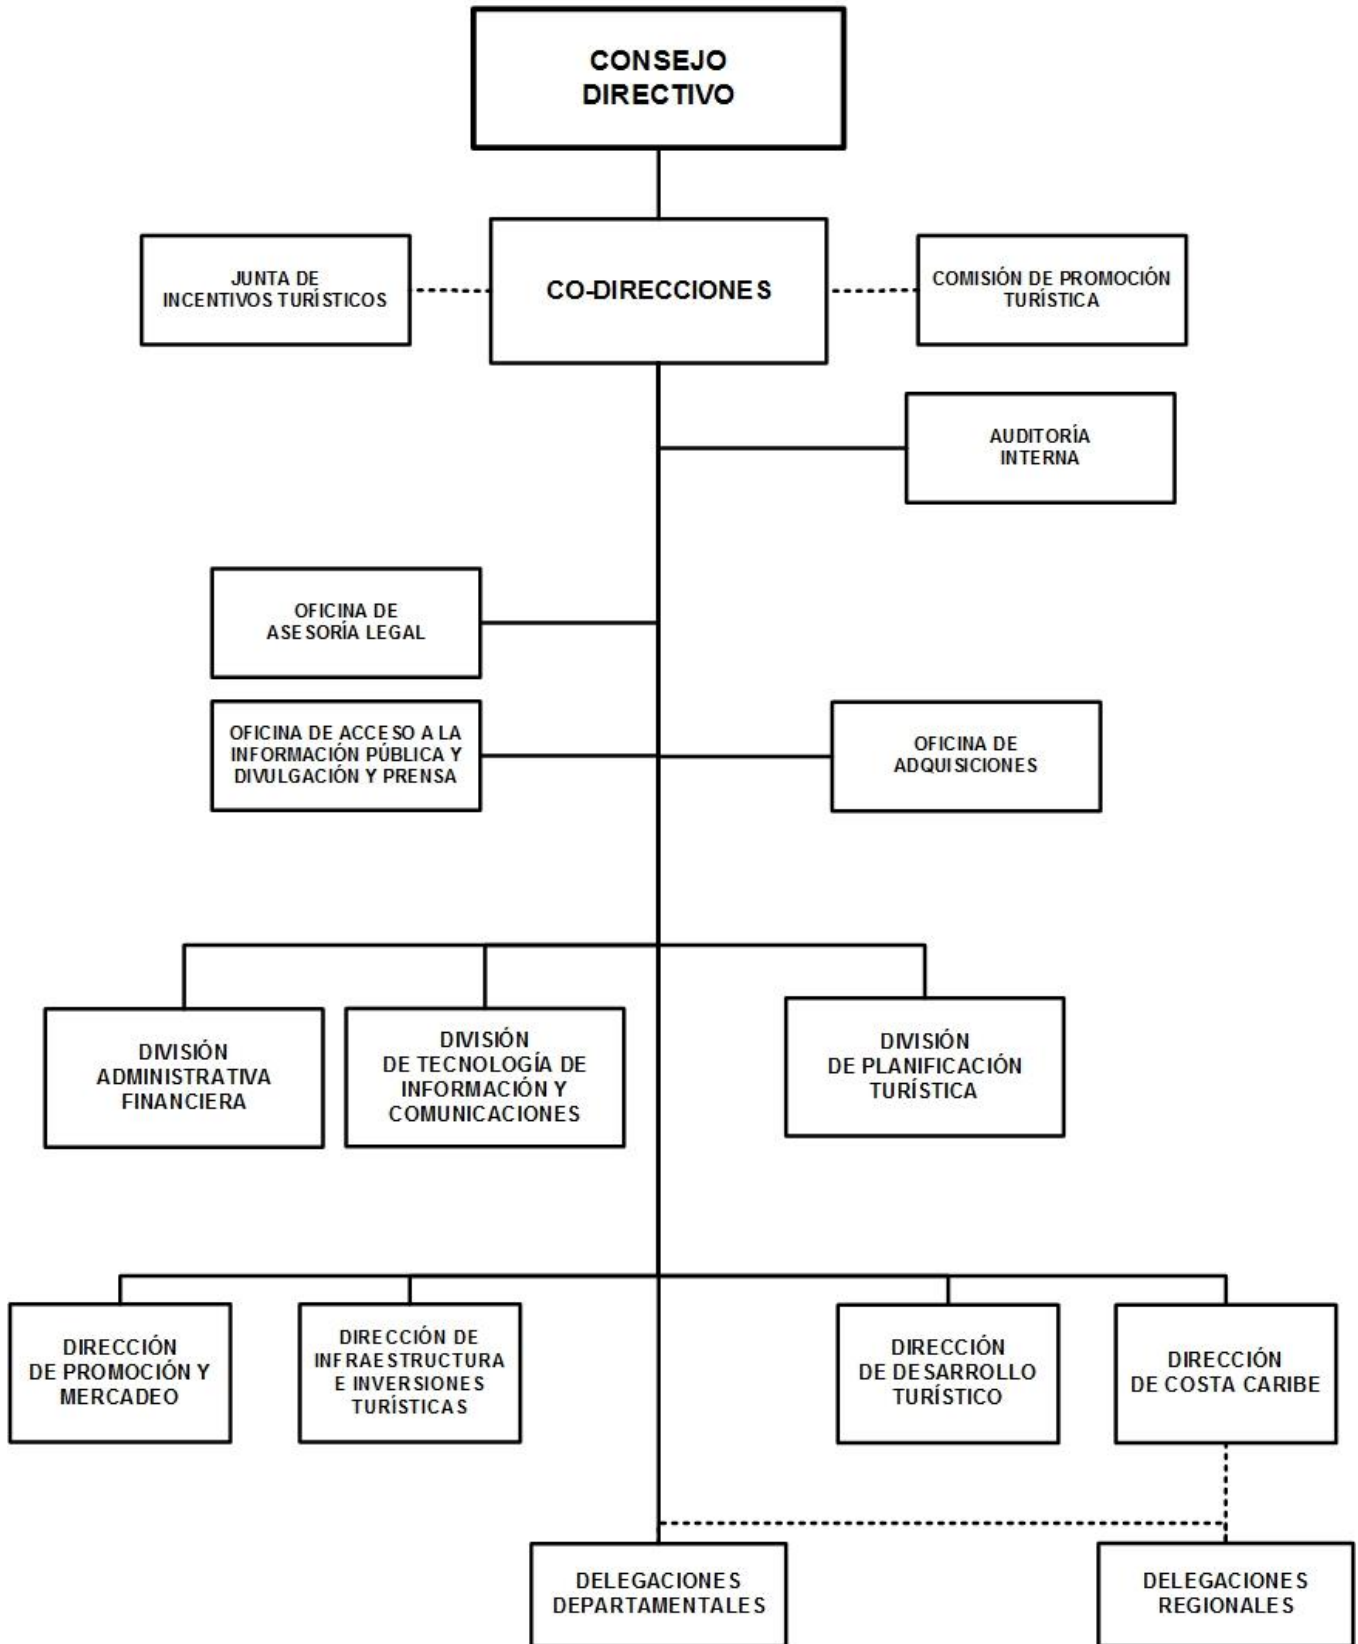 CONSEJO
DIRECTIVO
JUNTA DE
INCENTIVOS TURÍSTICOS
CO-DIRECCIONES
COMISIÓN DE PROMOCIÓN
TURÍSTICA
AUDITORÍA
INTERNA
OFICINA DE
ASESORÍA LEGAL
OFICINA DE ACCESO A LA
INFORMACIÓN PÚBLICA Y
DIVULGACIÓN Y PRENSA
OFICINA DE
ADQUISICIONES
DIVISIÓN
ADMINISTRATIVA
FINANCIERA
DIVISIÓN
DE TECNOLOGÍA DE
INFORMACIÓN Y
COMUNICACIONES
DIVISIÓN
DE PLANIFICACIÓN
TURÍSTICA
DIRECCIÓN
DE PROMOCIÓN Y
MERCADEO
DIRECCIÓN DE
INFRAESTRUCTURA
E INVERSIONES
TURÍSTICAS
DIRECCIÓN
DE DESARROLLO
TURÍSTICO
DIRECCIÓN
DE COSTA CARIBE
DELEGACIONES
DEPARTAMENTALES
DELEGACIONES
REGIONALES